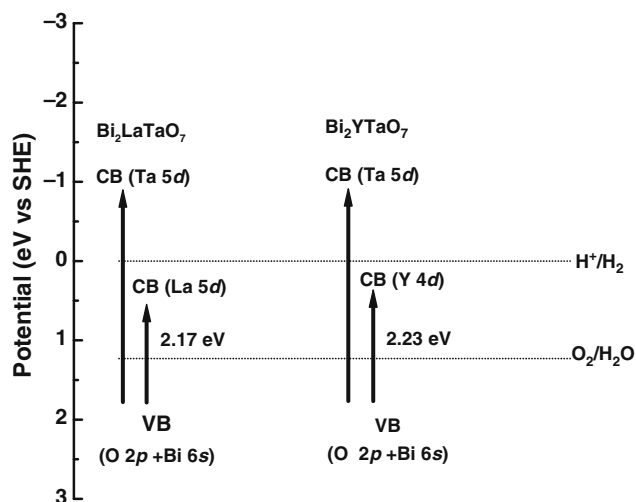 –3
–2
–1
0
1
2
3
Potential (eV vs SHE)
Bi₂LaTaO₇
Bi₂YTaO₇
CB (Ta 5d)
CB (Ta 5d)
H⁺/H₂
CB (La 5d)
CB (Y 4d)
2.17 eV
2.23 eV
O₂/H₂O
VB
VB
(O 2p +Bi 6s)
(O 2p +Bi 6s)